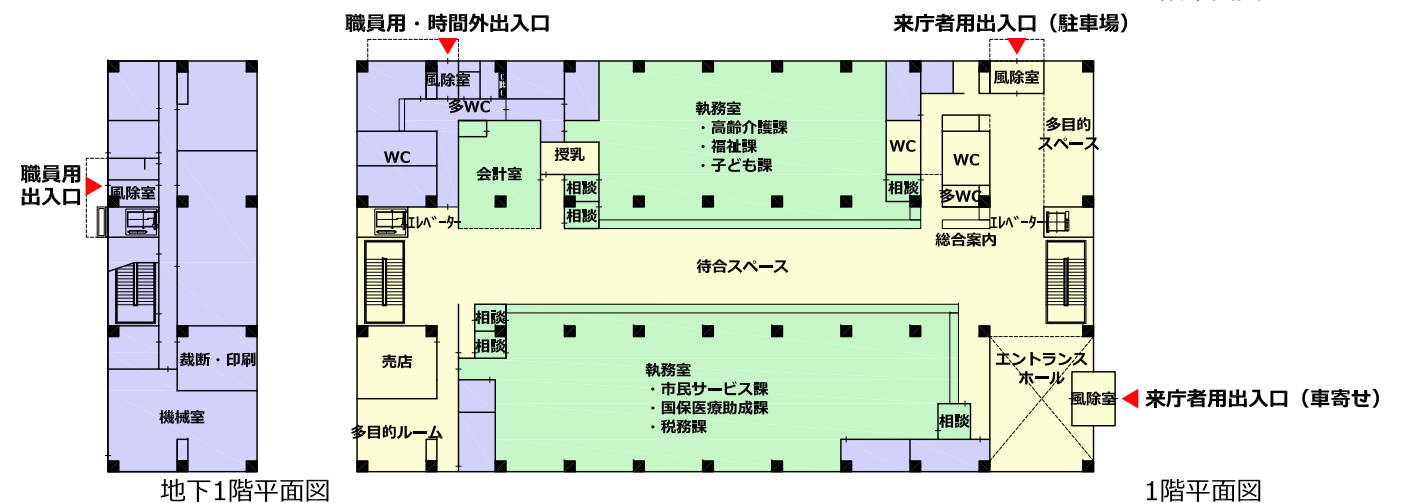 職員用・時間外出入口
来庁者用出入口（駐車場）
風除室
風除室
多WC
執務室
・高齢介護課
・福祉課
・子ども課
多目的
スペース
WC
授乳
WC
WC
職員用
出入口
風除室
会計室
相談
相談
多WC
相談
エレベーター
エレベーター
総合案内
待合スペース
相談
相談
裁断・印刷
売店
エントランス
ホール
執務室
・市民サービス課
・国保医療助成課
・税務課
風除室
来庁者用出入口（車寄せ）
機械室
相談
多目的ルーム
地下1階平面図
1階平面図